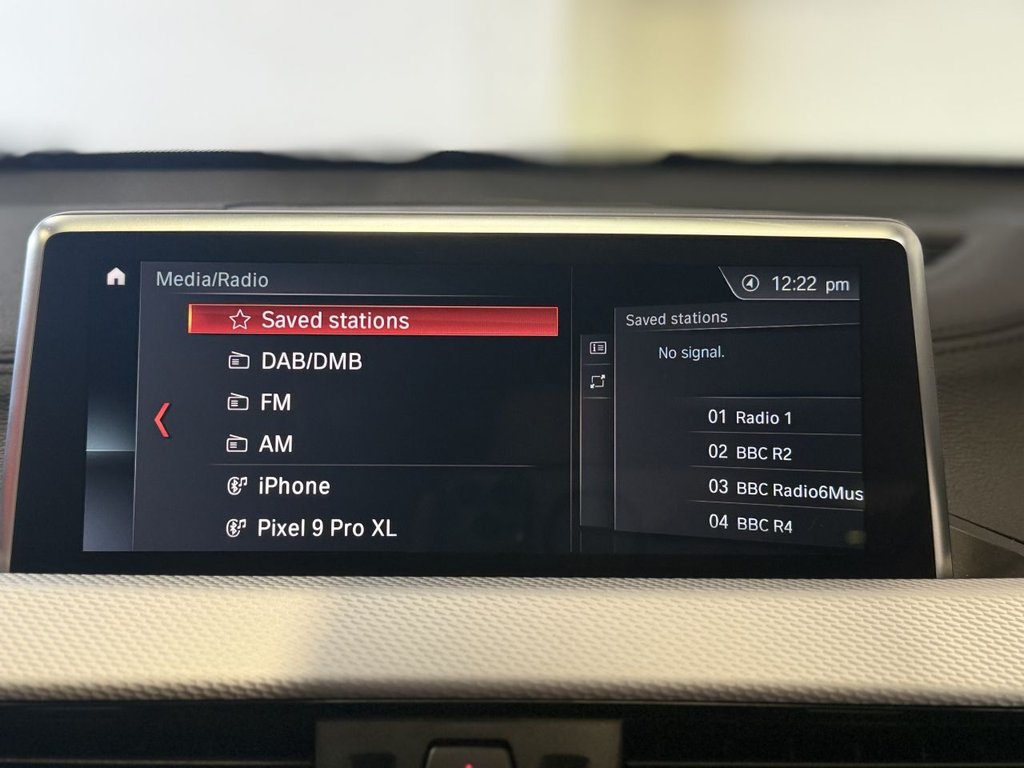 Media/Radio
12:22 pm
Saved stations
DAB/DMB
FM
AM
iPhone
Pixel 9 Pro XL
Saved stations
No signal.
01 Radio 1
02 BBC R2
03 BBC Radio6Mus
04 BBC R4